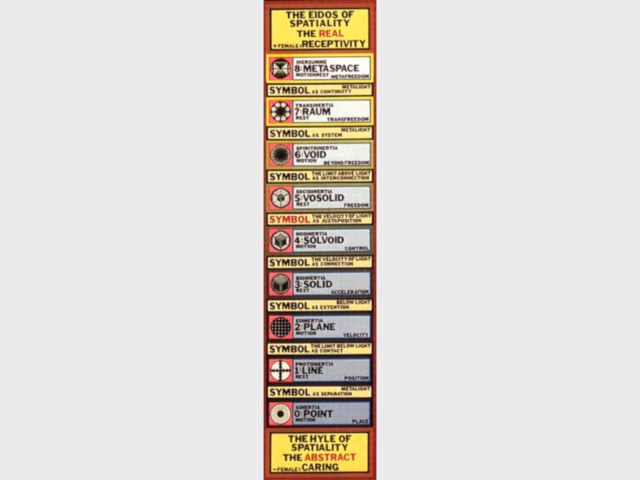 THE EIDOS OF
SPATIALITY
THE REAL
+FEMALE: RECEPTIVITY
8:METASPACE
MOTIONREST METAFREEDOM
METALIGHT
SYMBOL AS CONTINUITY
TRANSINERTIA
7:RAUM
REST TRANSFREEDOM
METALIGHT
SYMBOL AS SYSTEM
SPIRITOINERTIA
6:VOID
MOTION BEYOND FREEDOM
THE LIMIT ABOVE LIGHT
SYMBOL AS INTERCONNECTION
SOCIOINERTIA
5:VOSOLID
REST FREEDOM
THE VELOCITY OF LIGHT
SYMBOL AS JUXTAPOSITION
NOOINERTIA
4:SOLVOID
MOTION CONTROL
THE VELOCITY OF LIGHT
SYMBOL AS CONNECTION
BIOINERTIA
3:SOLID
REST ACCELERATION
BELOW LIGHT
SYMBOL AS EXTENTION
2:PLANE
MOTION VELOCITY
THE LIMIT BELOW LIGHT
SYMBOL AS CONTACT
PROTOINERTIA
1:LINE
REST POSITION
METALIGHT
SYMBOL AS SEPARATION
AINERTIA
0:POINT
MOTION PLACE
THE HYLE OF
SPATIALITY
THE ABSTRACT
-FEMALE: CARING